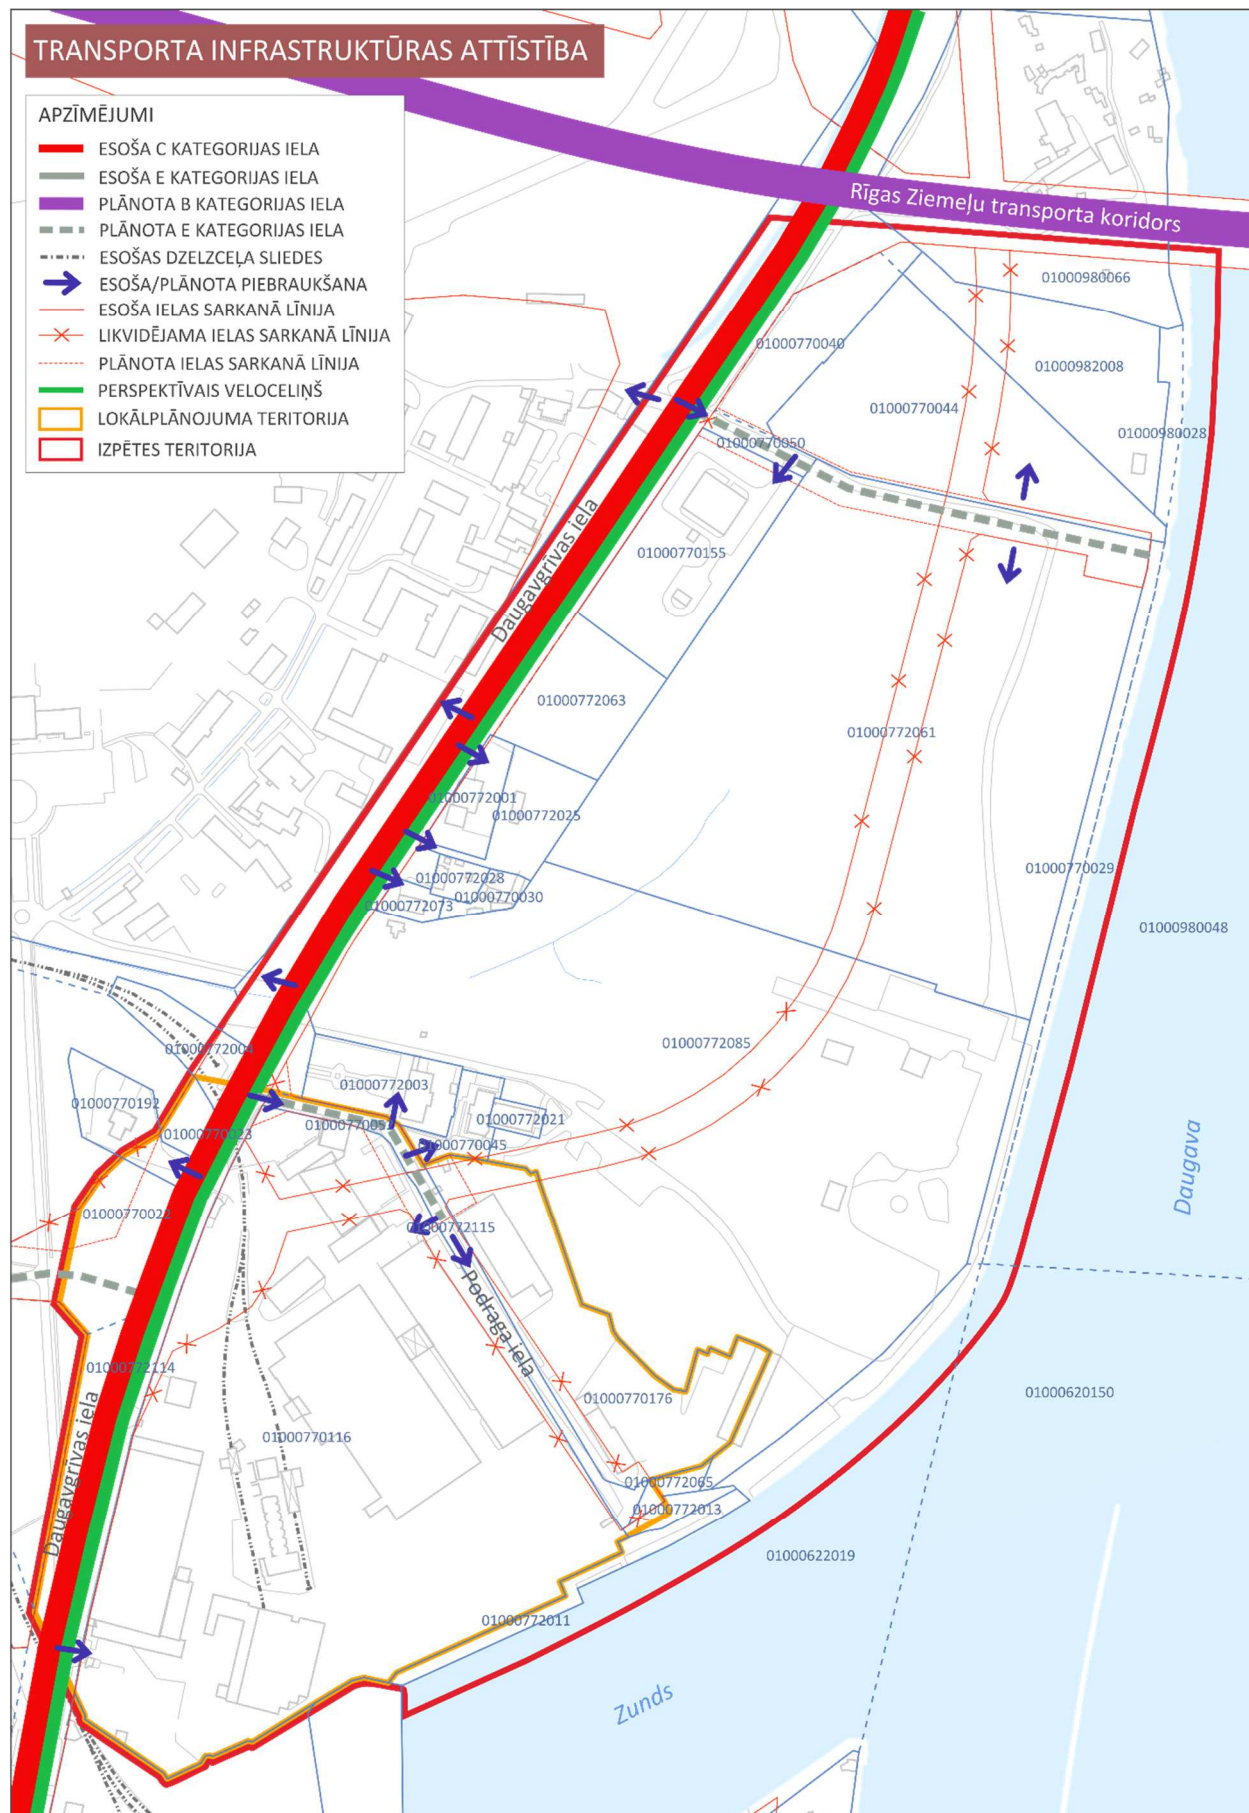 TRANSPORTA INFRASTRUKTŪRAS ATTĪSTĪBA
APZĪMĒJUMI
ESOŠA C KATEGORIJAS IELA
ESOŠA E KATEGORIJAS IELA
PLĀNOTA B KATEGORIJAS IELA
PLĀNOTA E KATEGORIJAS IELA
ESOŠAS DZELZCEĻA SLIEDES
ESOŠA/PLĀNOTA PIEBRAUKŠANA
ESOŠA IELAS SARKANĀ LĪNIJA
LIKVIDĒJAMA IELAS SARKANĀ LĪNIJA
PLĀNOTA IELAS SARKANĀ LĪNIJA
PERSPEKTĪVAIS VELOCELIŅŠ
LOKĀLPLĀNOJUMA TERITORIJA
IZPĒTES TERITORIJA
Rīgas Ziemeļu transporta koridors
01000980066
01000770040
01000982008
01000770044
01000980028
01000770050
01000770155
Daugavgrīvas iela
01000772063
01000772061
01000772001
01000772025
01000772028
01000770030
01000772073
01000770029
01000980048
01000772004
01000772085
01000772003
01000770192
01000772021
01000770023
01000770045
Daugava
01000770022
01000772115
Podraga iela
01000772114
01000770176
01000620150
Daugavgrīvas iela
01000770116
01000772065
01000772013
01000622019
01000772011
Zunds